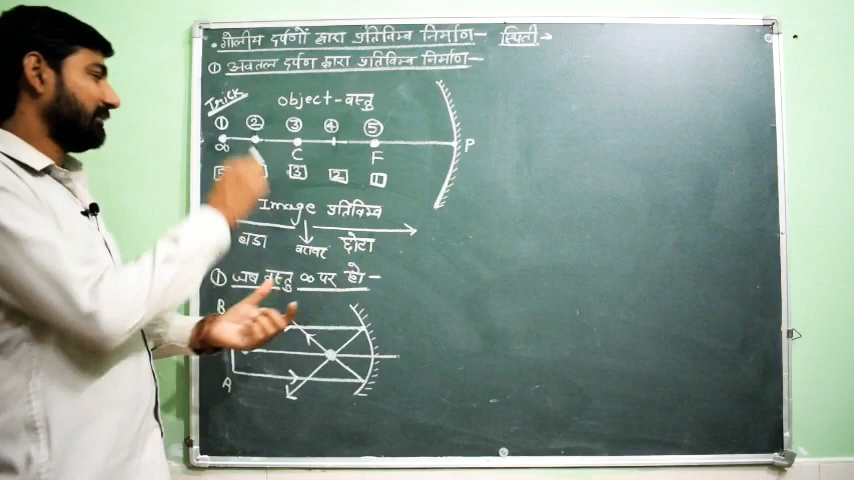 • गोलीय दर्पणों द्वारा प्रतिविम्ब निर्माण— स्थिती→
① अवतल दर्पण द्वारा प्रतिविम्ब निर्माण—
Trick
object-वस्तु
① ② ③ ④ ⑤
∞ C F P
5 3 2 1
Image प्रतिविम्ब
बडा बराबर छोटा
① जब वस्तु ∞ पर हो—
B
A